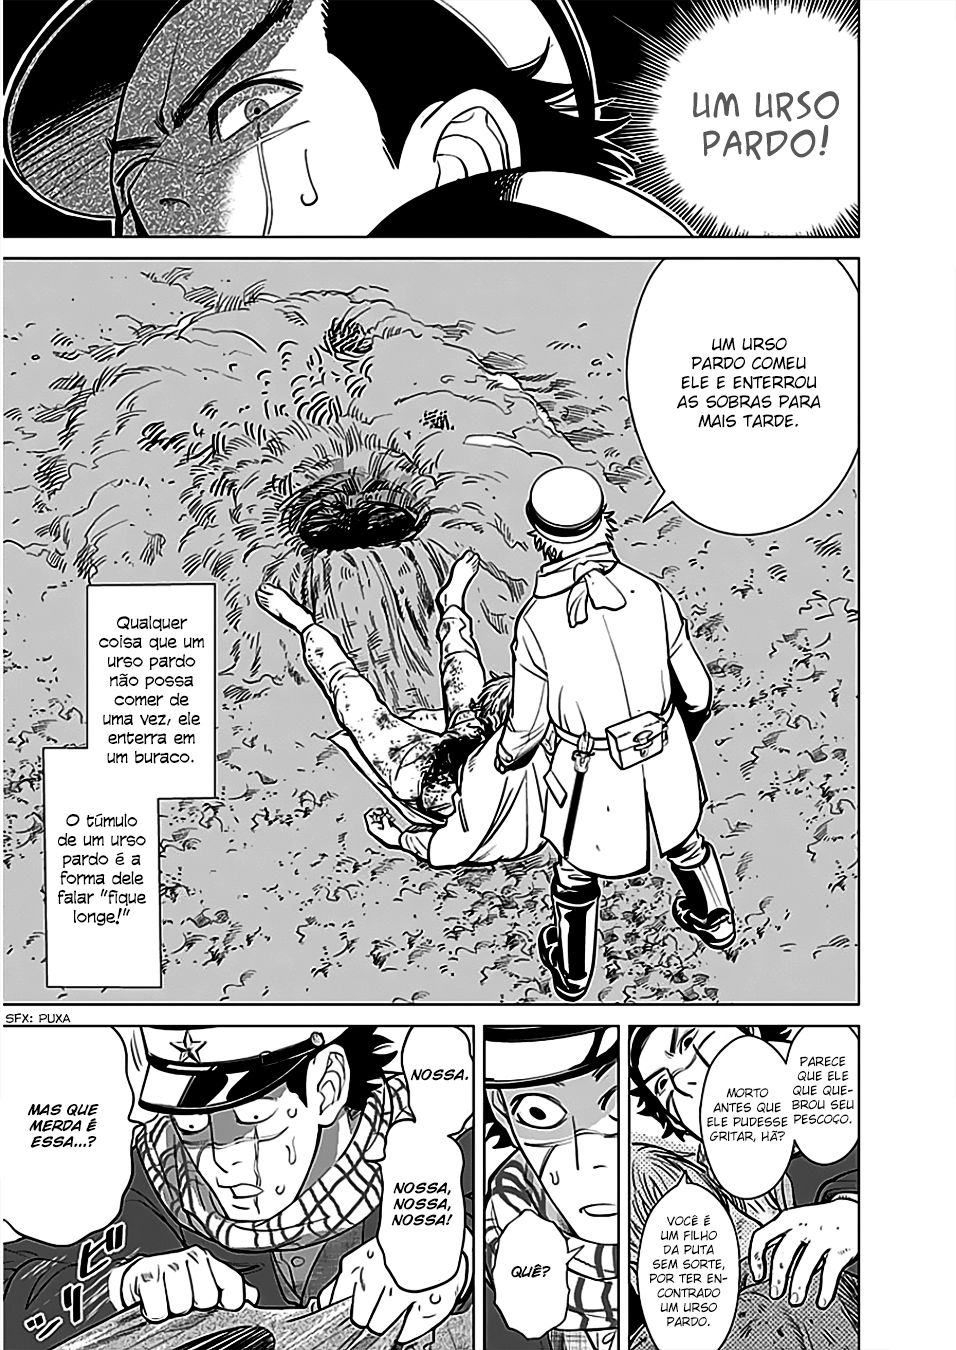 UM URSO
PARDO!
UM URSO
PARDO COMEU
ELE E ENTERROU
AS SOBRAS PARA
MAIS TARDE.
Qualquer
coisa que um
urso pardo
não possa
comer de
uma vez, ele
enterra em
um buraco.
O túmulo
de um urso
pardo é a
forma dele
falar "fique
longe!"
SFX: PUXA
PARECE
QUE ELE
QUE QUE-
BROU SEU
PESCOÇO.
MORTO
ANTES QUE
ELE PUDESSE
GRITAR, HÃ?
VOCÊ É
UM FILHO
DA PUTA
SEM SORTE,
POR TER EN-
CONTRADO
UM URSO
PARDO.
QUÊ?
NOSSA.
NOSSA,
NOSSA,
NOSSA!
MAS QUE
MERDA É
ESSA...?
ビッ